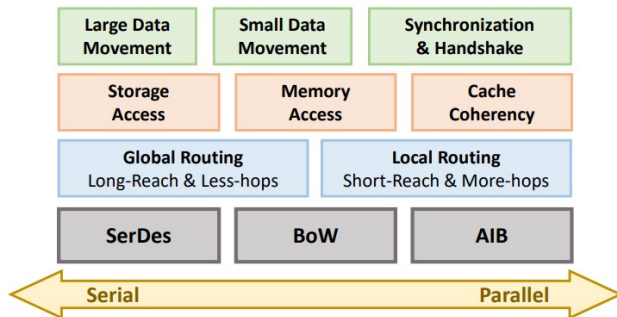 Large Data
Movement
Small Data
Movement
Synchronization
& Handshake
Storage
Access
Memory
Access
Cache
Coherency
Global Routing
Long-Reach & Less-hops
Local Routing
Short-Reach & More-hops
SerDes
BoW
AIB
Serial
Parallel